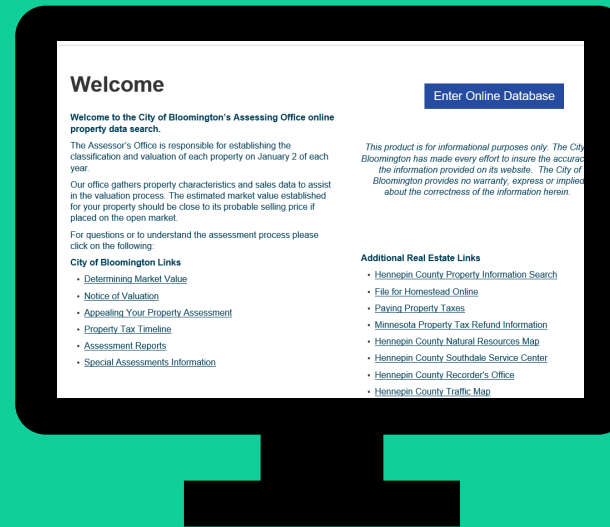 Welcome
Welcome to the City of Bloomington's Assessing Office online
property data search.
The Assessor's Office is responsible for establishing the
classification and valuation of each property on January 2 of each
year.
Our office gathers property characteristics and sales data to assist
in the valuation process. The estimated market value established
for your property should be close to its probable selling price if
placed on the open market.
For questions or to understand the assessment process please
click on the following:
City of Bloomington Links
• Determining Market Value
• Notice of Valuation
• Appealing Your Property Assessment
• Property Tax Timeline
• Assessment Reports
• Special Assessments Information
Enter Online Database
This product is for informational purposes only. The City
Bloomington has made every effort to insure the accurac
the information provided on its website. The City of
Bloomington provides no warranty, express or implied
about the correctness of the information herein.
Additional Real Estate Links
• Hennepin County Property Information Search
• File for Homestead Online
• Paying Property Taxes
• Minnesota Property Tax Refund Information
• Hennepin County Natural Resources Map
• Hennepin County Southdale Service Center
• Hennepin County Recorder's Office
• Hennepin County Traffic Map